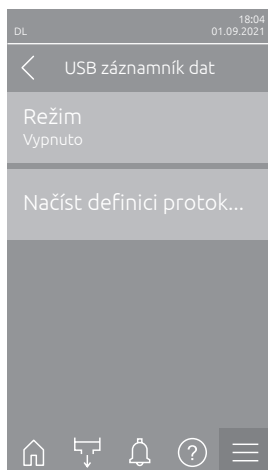 18:04
DL 01.09.2021
USB záznamník dat
Režim
Vypnuto
Načíst definici protok...
?